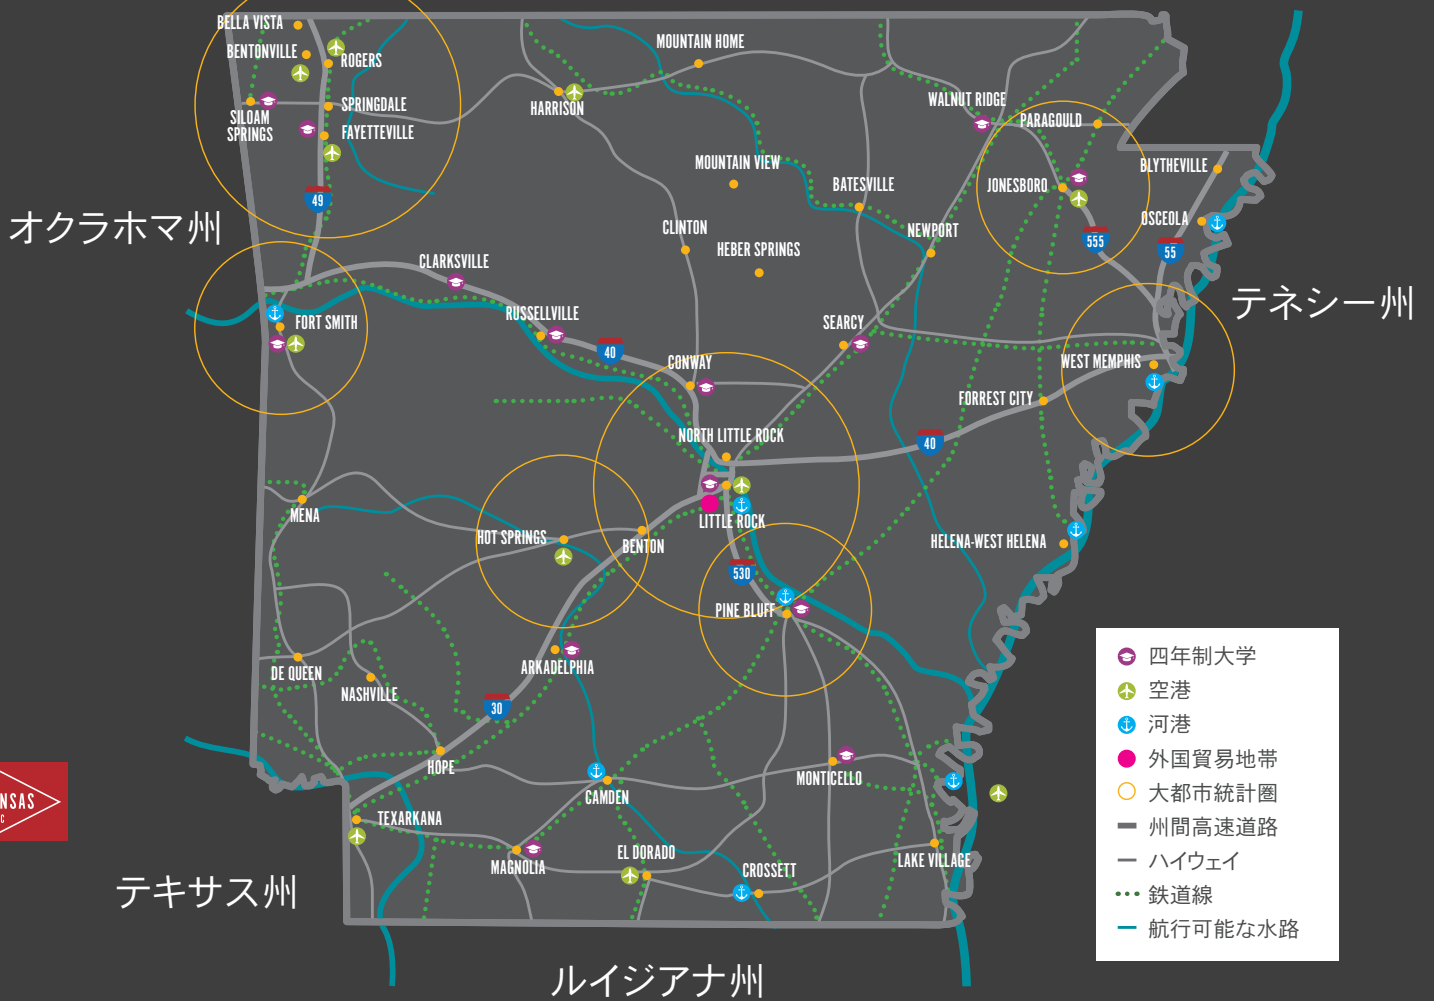 BELLA VISTA
BENTONVILLE
ROGERS
MOUNTAIN HOME
HARRISON
SPRINGDALE
SILOAM
SPRINGS
FAYETTEVILLE
WALNUT RIDGE
PARAGOULD
MOUNTAIN VIEW
BLYTHEVILLE
JONESBORO
BATESVILLE
49
OSCEOLA
オクラホマ州
CLINTON
NEWPORT
555
55
HEBER SPRINGS
CLARKSVILLE
テネシー州
RUSSELLVILLE
FORT SMITH
SEARCY
40
CONWAY
WEST MEMPHIS
FORREST CITY
NORTH LITTLE ROCK
40
MENA
LITTLE ROCK
HOT SPRINGS
BENTON
HELENA-WEST HELENA
530
PINE BLUFF
ARKADELPHIA
DE QUEEN
NASHVILLE
30
HOPE
MONTICELLO
CAMDEN
NSAS
C
TEXARKANA
EL DORADO
LAKE VILLAGE
MAGNOLIA
CROSSETT
テキサス州
ルイジアナ州
四年制大学
空港
河港
外国貿易地帯
大都市統計圏
州間高速道路
ハイウェイ
鉄道線
航行可能な水路